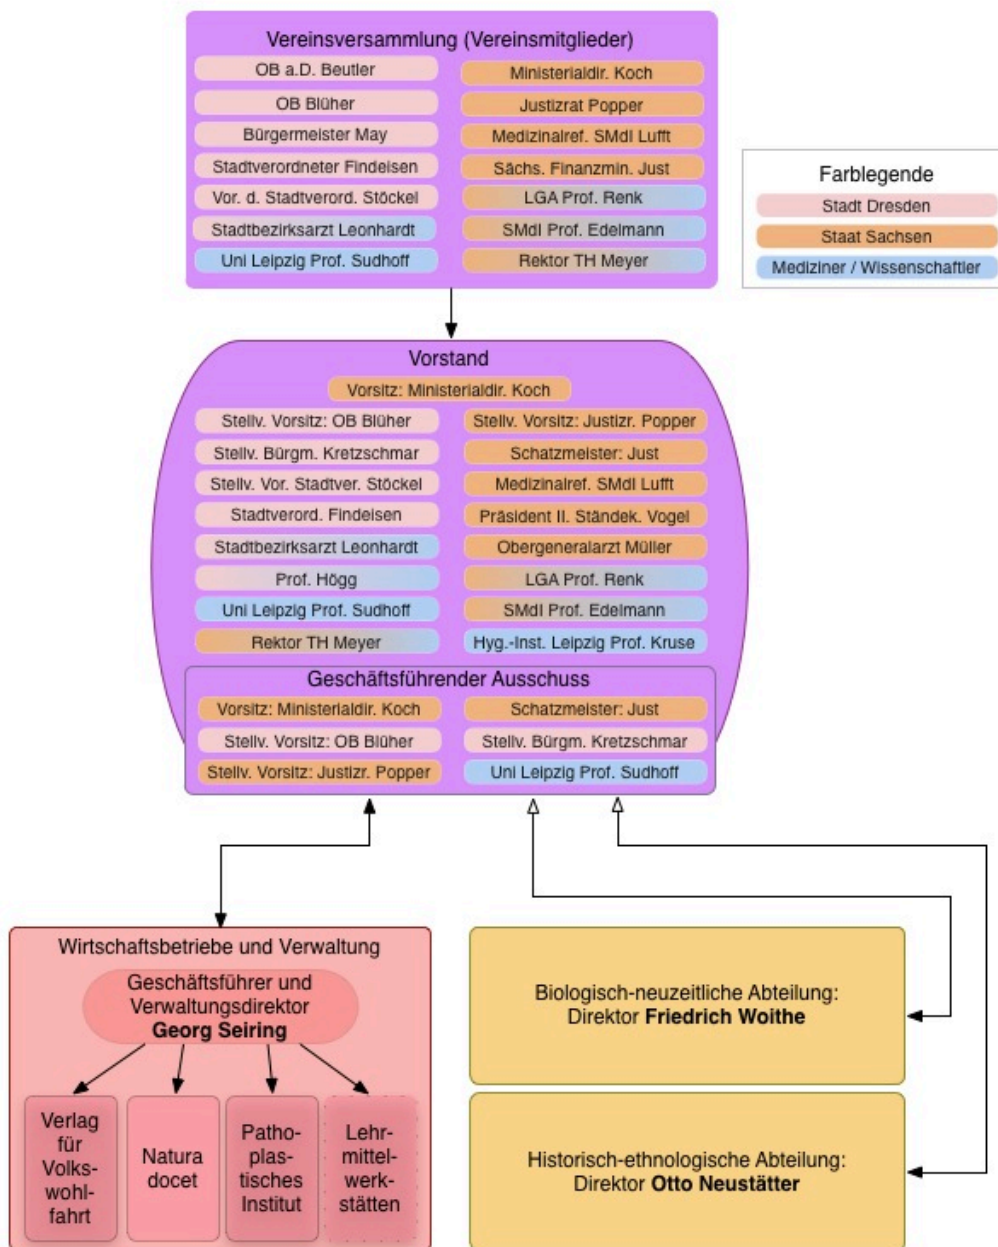 Vereinsversammlung (Vereinsmitglieder)
OB a.D. Beutler
OB Blüher
Bürgermeister May
Stadtverordneter Findeisen
Vor. d. Stadtverord. Stöckel
Stadtbezirksarzt Leonhardt
Uni Leipzig Prof. Sudhoff
Ministerialdir. Koch
Justizrat Popper
Medizinalref. SMdI Lufft
Sächs. Finanzmin. Just
LGA Prof. Renk
SMdI Prof. Edelmann
Rektor TH Meyer
Farblegende
Stadt Dresden
Staat Sachsen
Mediziner / Wissenschaftler
Vorstand
Vorsitz: Ministerialdir. Koch
Stellv. Vorsitz: OB Blüher
Stellv. Bürgm. Kretzschmar
Stellv. Vor. Stadtver. Stöckel
Stadtverord. Findeisen
Stadtbezirksarzt Leonhardt
Prof. Högg
Uni Leipzig Prof. Sudhoff
Rektor TH Meyer
Stellv. Vorsitz: Justizr. Popper
Schatzmeister: Just
Medizinalref. SMdI Lufft
Präsident II. Ständek. Vogel
Obergeneralarzt Müller
LGA Prof. Renk
SMdI Prof. Edelmann
Hyg.-Inst. Leipzig Prof. Kruse
Geschäftsführender Ausschuss
Vorsitz: Ministerialdir. Koch
Stellv. Vorsitz: OB Blüher
Stellv. Vorsitz: Justizr. Popper
Schatzmeister: Just
Stellv. Bürgm. Kretzschmar
Uni Leipzig Prof. Sudhoff
Wirtschaftsbetriebe und Verwaltung
Geschäftsführer und
Verwaltungsdirektor
Georg Seiring
Verlag
für
Volks-
wohl-
fahrt
Natura
docet
Patho-
plas-
tisches
Institut
Lehr-
mittel-
werk-
stätten
Biologisch-neuzeitliche Abteilung:
Direktor Friedrich Woithe
Historisch-ethnologische Abteilung:
Direktor Otto Neustätter